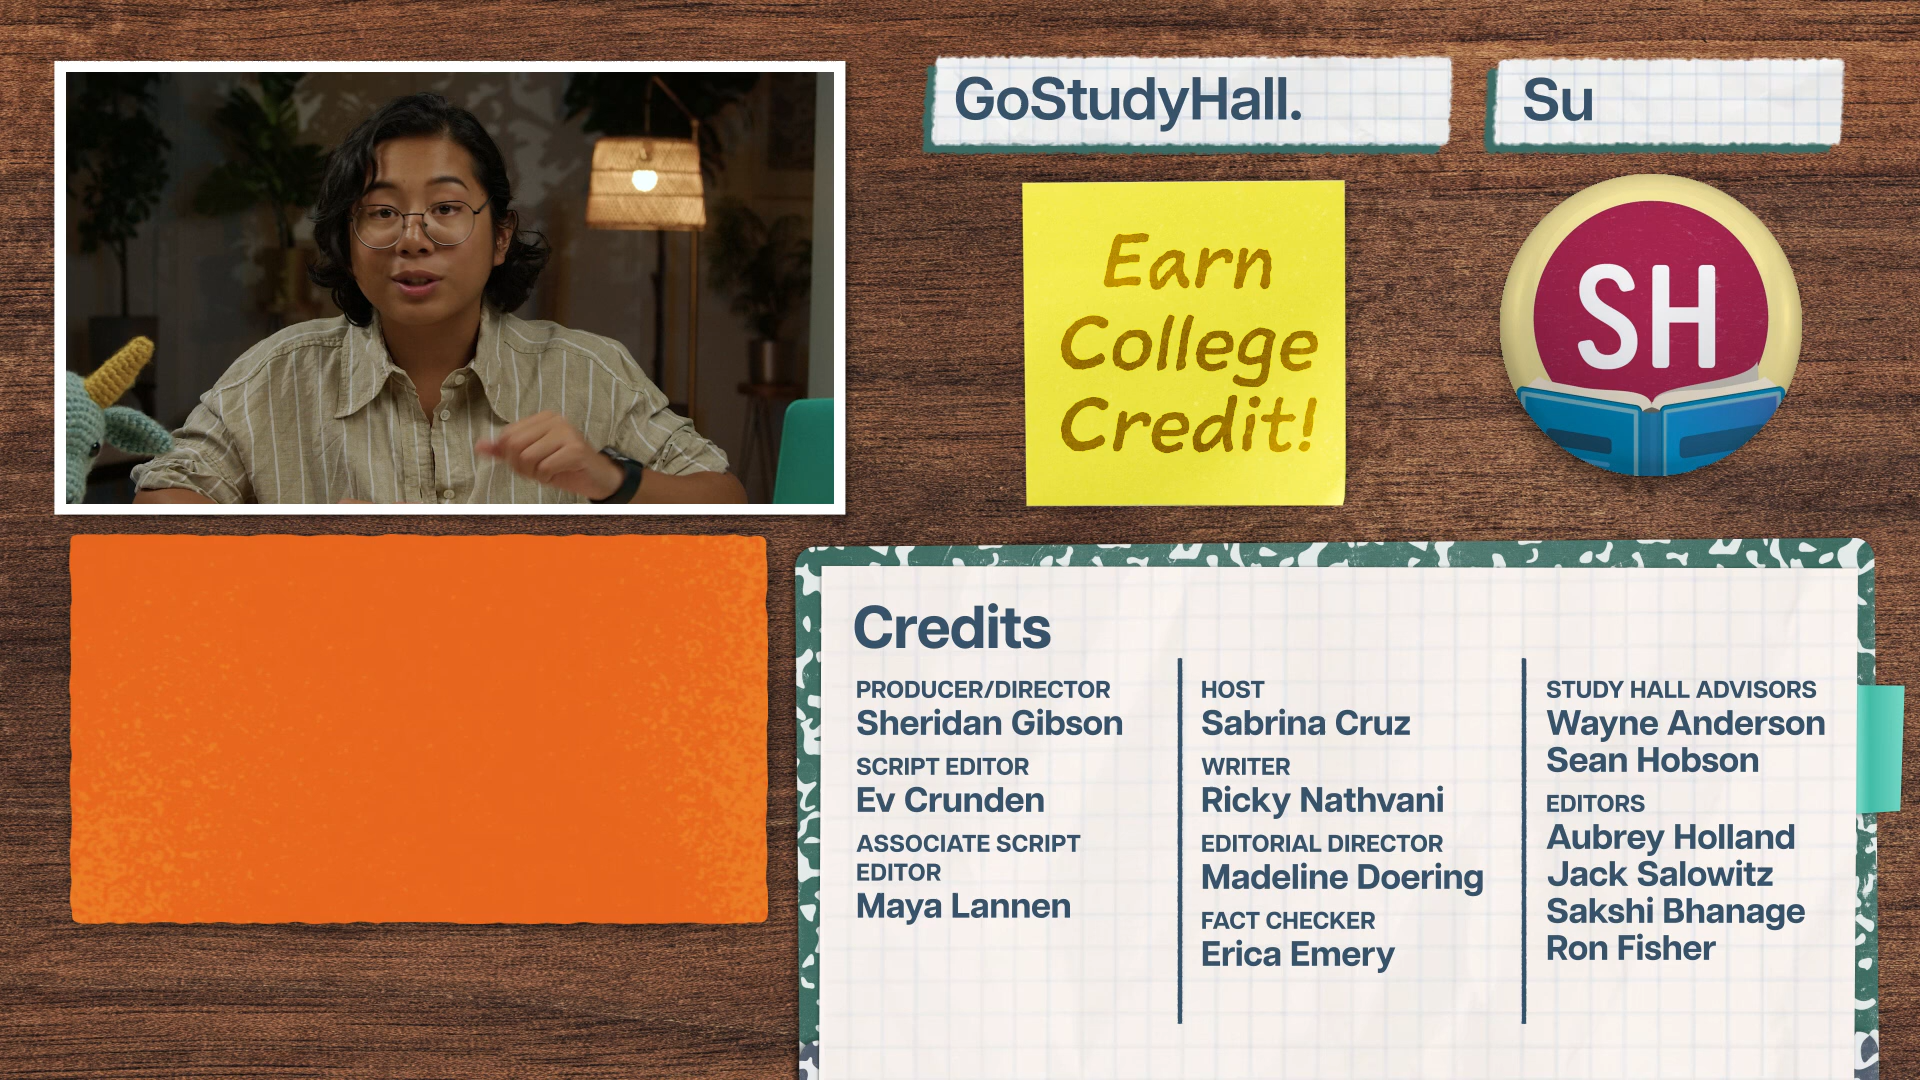 GoStudyHall.
Su
Earn
College
Credit!
SH
Credits
PRODUCER/DIRECTOR
Sheridan Gibson
SCRIPT EDITOR
Ev Crunden
ASSOCIATE SCRIPT
EDITOR
Maya Lannen
HOST
Sabrina Cruz
WRITER
Ricky Nathvani
EDITORIAL DIRECTOR
Madeline Doering
FACT CHECKER
Erica Emery
STUDY HALL ADVISORS
Wayne Anderson
Sean Hobson
EDITORS
Aubrey Holland
Jack Salowitz
Sakshi Bhanage
Ron Fisher